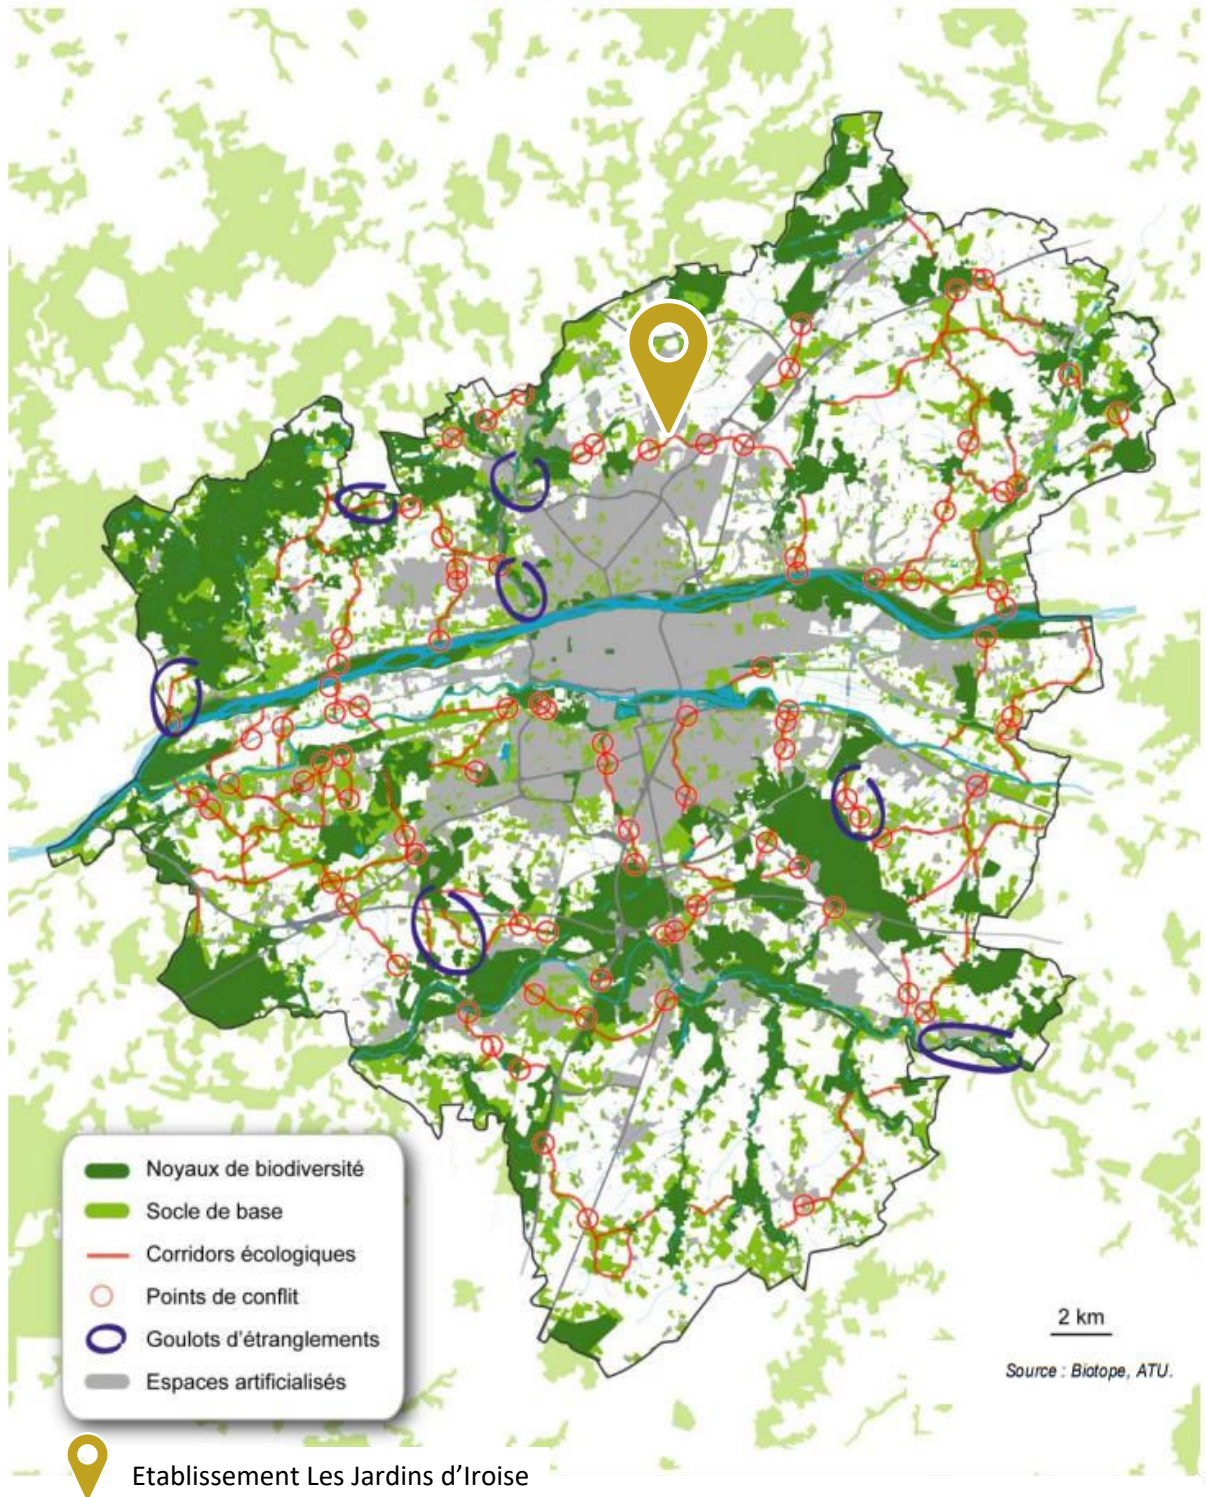 Noyaux de biodiversité
Socle de base
Corridors écologiques
Points de conflit
Goulots d'étranglements
Espaces artificialisés
2 km
Source : Biotope, ATU.
Etablissement Les Jardins d’Iroise